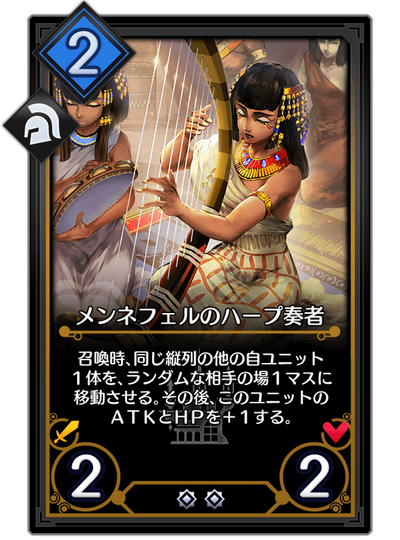 2
メンネフェルのハープ奏者
召喚時、同じ縦列の他の自ユニット
１体を、ランダムな相手の場１マスに
移動させる。その後、このユニットの
ＡＴＫとＨＰを＋１する。
2
2